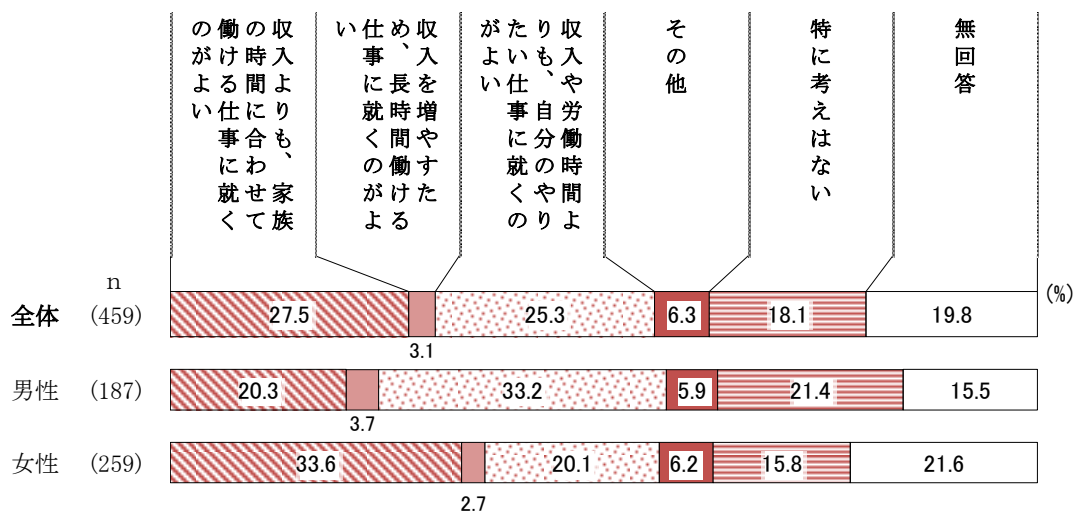 収入よりも、家族
の時間に合わせて
働ける仕事に就く
のがよい
収入を増やすた
め、長時間働ける
仕事に就くのがよ
い
収入や労働時間よ
りも、自分のやり
たい仕事に就くの
がよい
その他
特に考えはない
無回答
n
(%)
全体 (459) 27.5 3.1 25.3 6.3 18.1 19.8
男性 (187) 20.3 3.7 33.2 5.9 21.4 15.5
女性 (259) 33.6 2.7 20.1 6.2 15.8 21.6